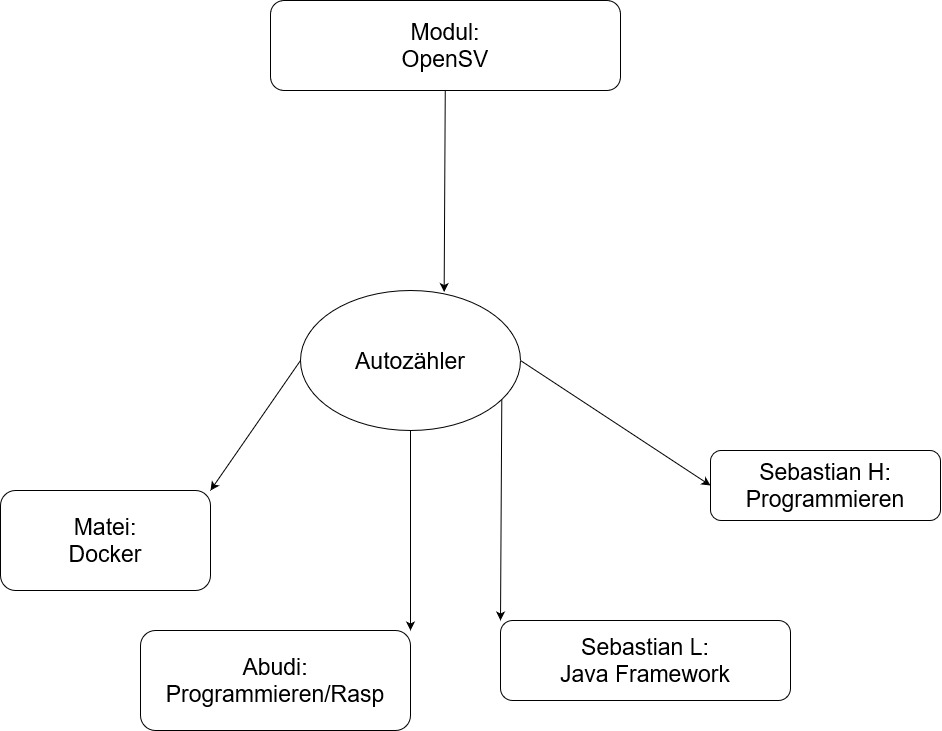 Modul:
OpenSV
Autozähler
Sebastian H:
Programmieren
Matei:
Docker
Sebastian L:
Java Framework
Abudi:
Programmieren/Rasp